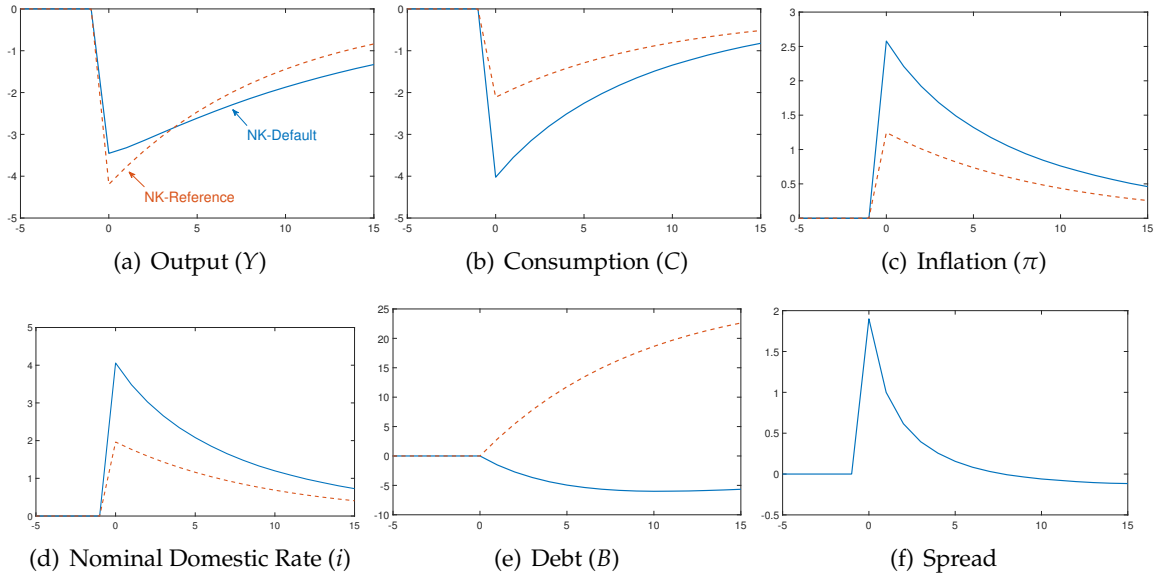 0
-1
-2
-3
-4
-5
-5 0 5 10 15
NK-Default
NK-Reference
(a) Output (Y)
0
-1
-2
-3
-4
-5
-5 0 5 10 15
(b) Consumption (C)
3
2.5
2
1.5
1
0.5
0
-5 0 5 10 15
(c) Inflation (π)
5
4
3
2
1
0
-5 0 5 10 15
(d) Nominal Domestic Rate (i)
25
20
15
10
5
0
-5
-10
-5 0 5 10 15
(e) Debt (B)
2
1.5
1
0.5
0
-0.5
-5 0 5 10 15
(f) Spread